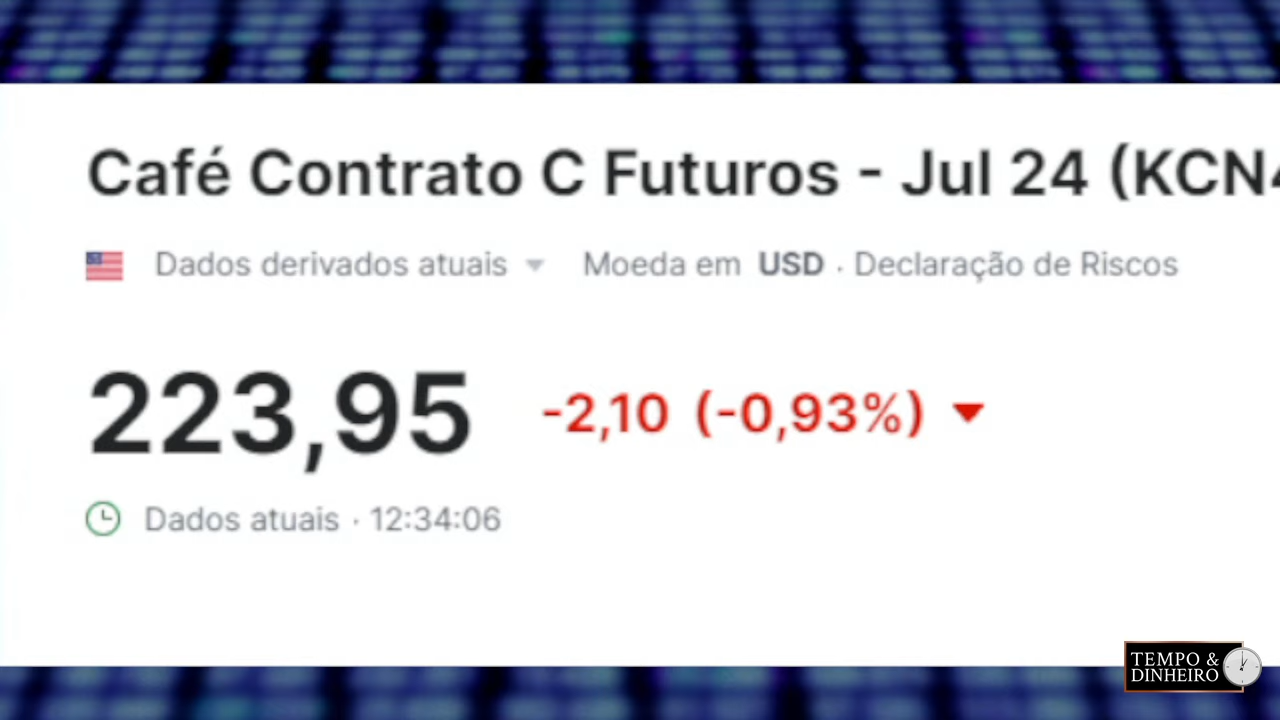 Café Contrato C Futuros - Jul 24 (KCN4
Dados derivados atuais Moeda em USD · Declaração de Riscos
223,95 -2,10 (-0,93%)
Dados atuais · 12:34:06
TEMPO &
DINHEIRO